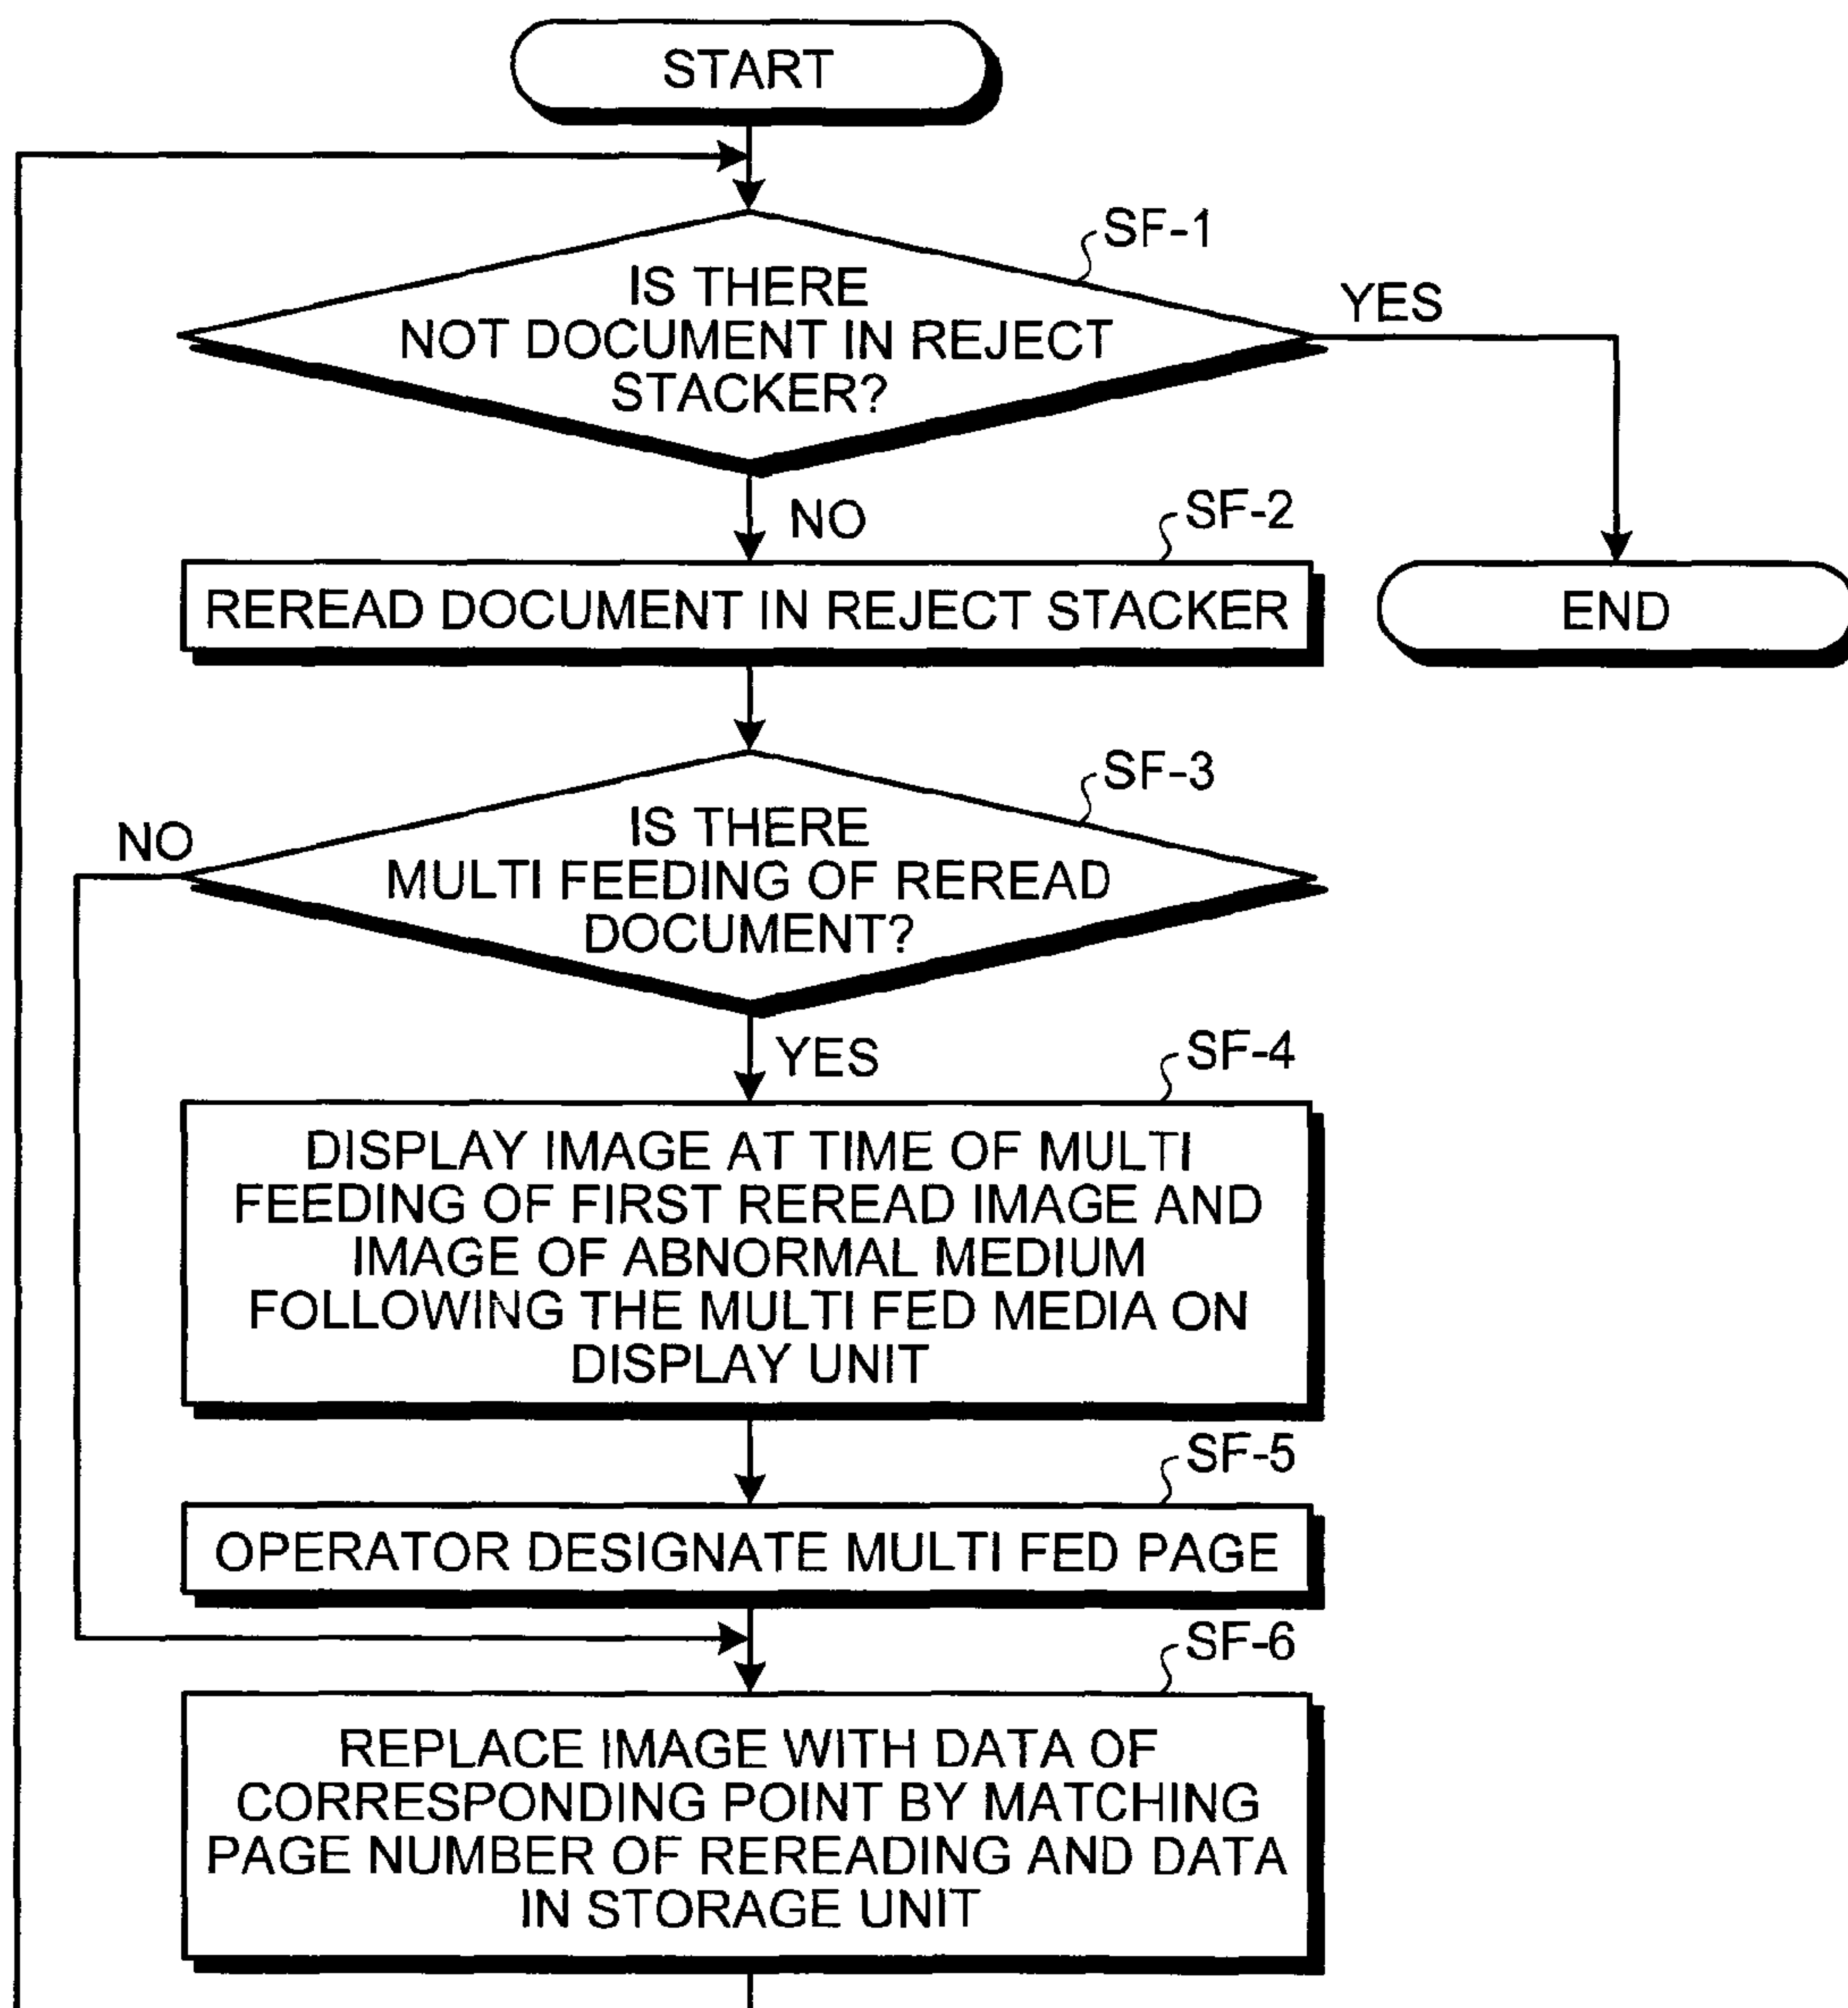 START
SF-1
IS THERE
NOT DOCUMENT IN REJECT
STACKER?
YES
NO
SF-2
REREAD DOCUMENT IN REJECT STACKER
END
SF-3
IS THERE
MULTI FEEDING OF REREAD
DOCUMENT?
NO
YES
SF-4
DISPLAY IMAGE AT TIME OF MULTI
FEEDING OF FIRST REREAD IMAGE AND
IMAGE OF ABNORMAL MEDIUM
FOLLOWING THE MULTI FED MEDIA ON
DISPLAY UNIT
SF-5
OPERATOR DESIGNATE MULTI FED PAGE
SF-6
REPLACE IMAGE WITH DATA OF
CORRESPONDING POINT BY MATCHING
PAGE NUMBER OF REREADING AND DATA
IN STORAGE UNIT